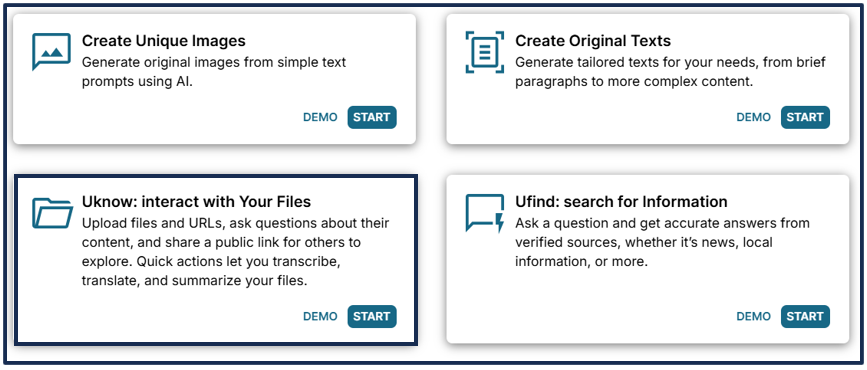 Create Unique Images
Generate original images from simple text
prompts using AI.
DEMO START
Create Original Texts
Generate tailored texts for your needs, from brief
paragraphs to more complex content.
DEMO START
Uknow: interact with Your Files
Upload files and URLs, ask questions about their
content, and share a public link for others to
explore. Quick actions let you transcribe,
translate, and summarize your files.
DEMO START
Ufind: search for Information
Ask a question and get accurate answers from
verified sources, whether it’s news, local
information, or more.
DEMO START